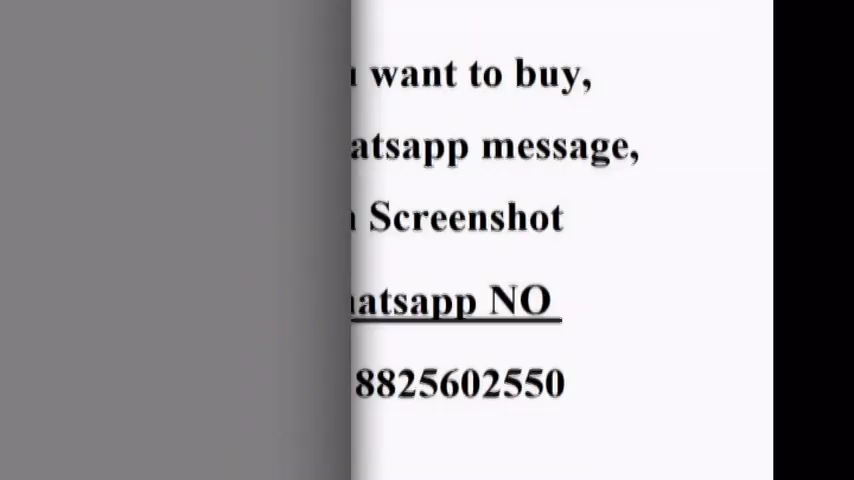 want to buy,
atsapp message,
Screenshot
atsapp NO
8825602550